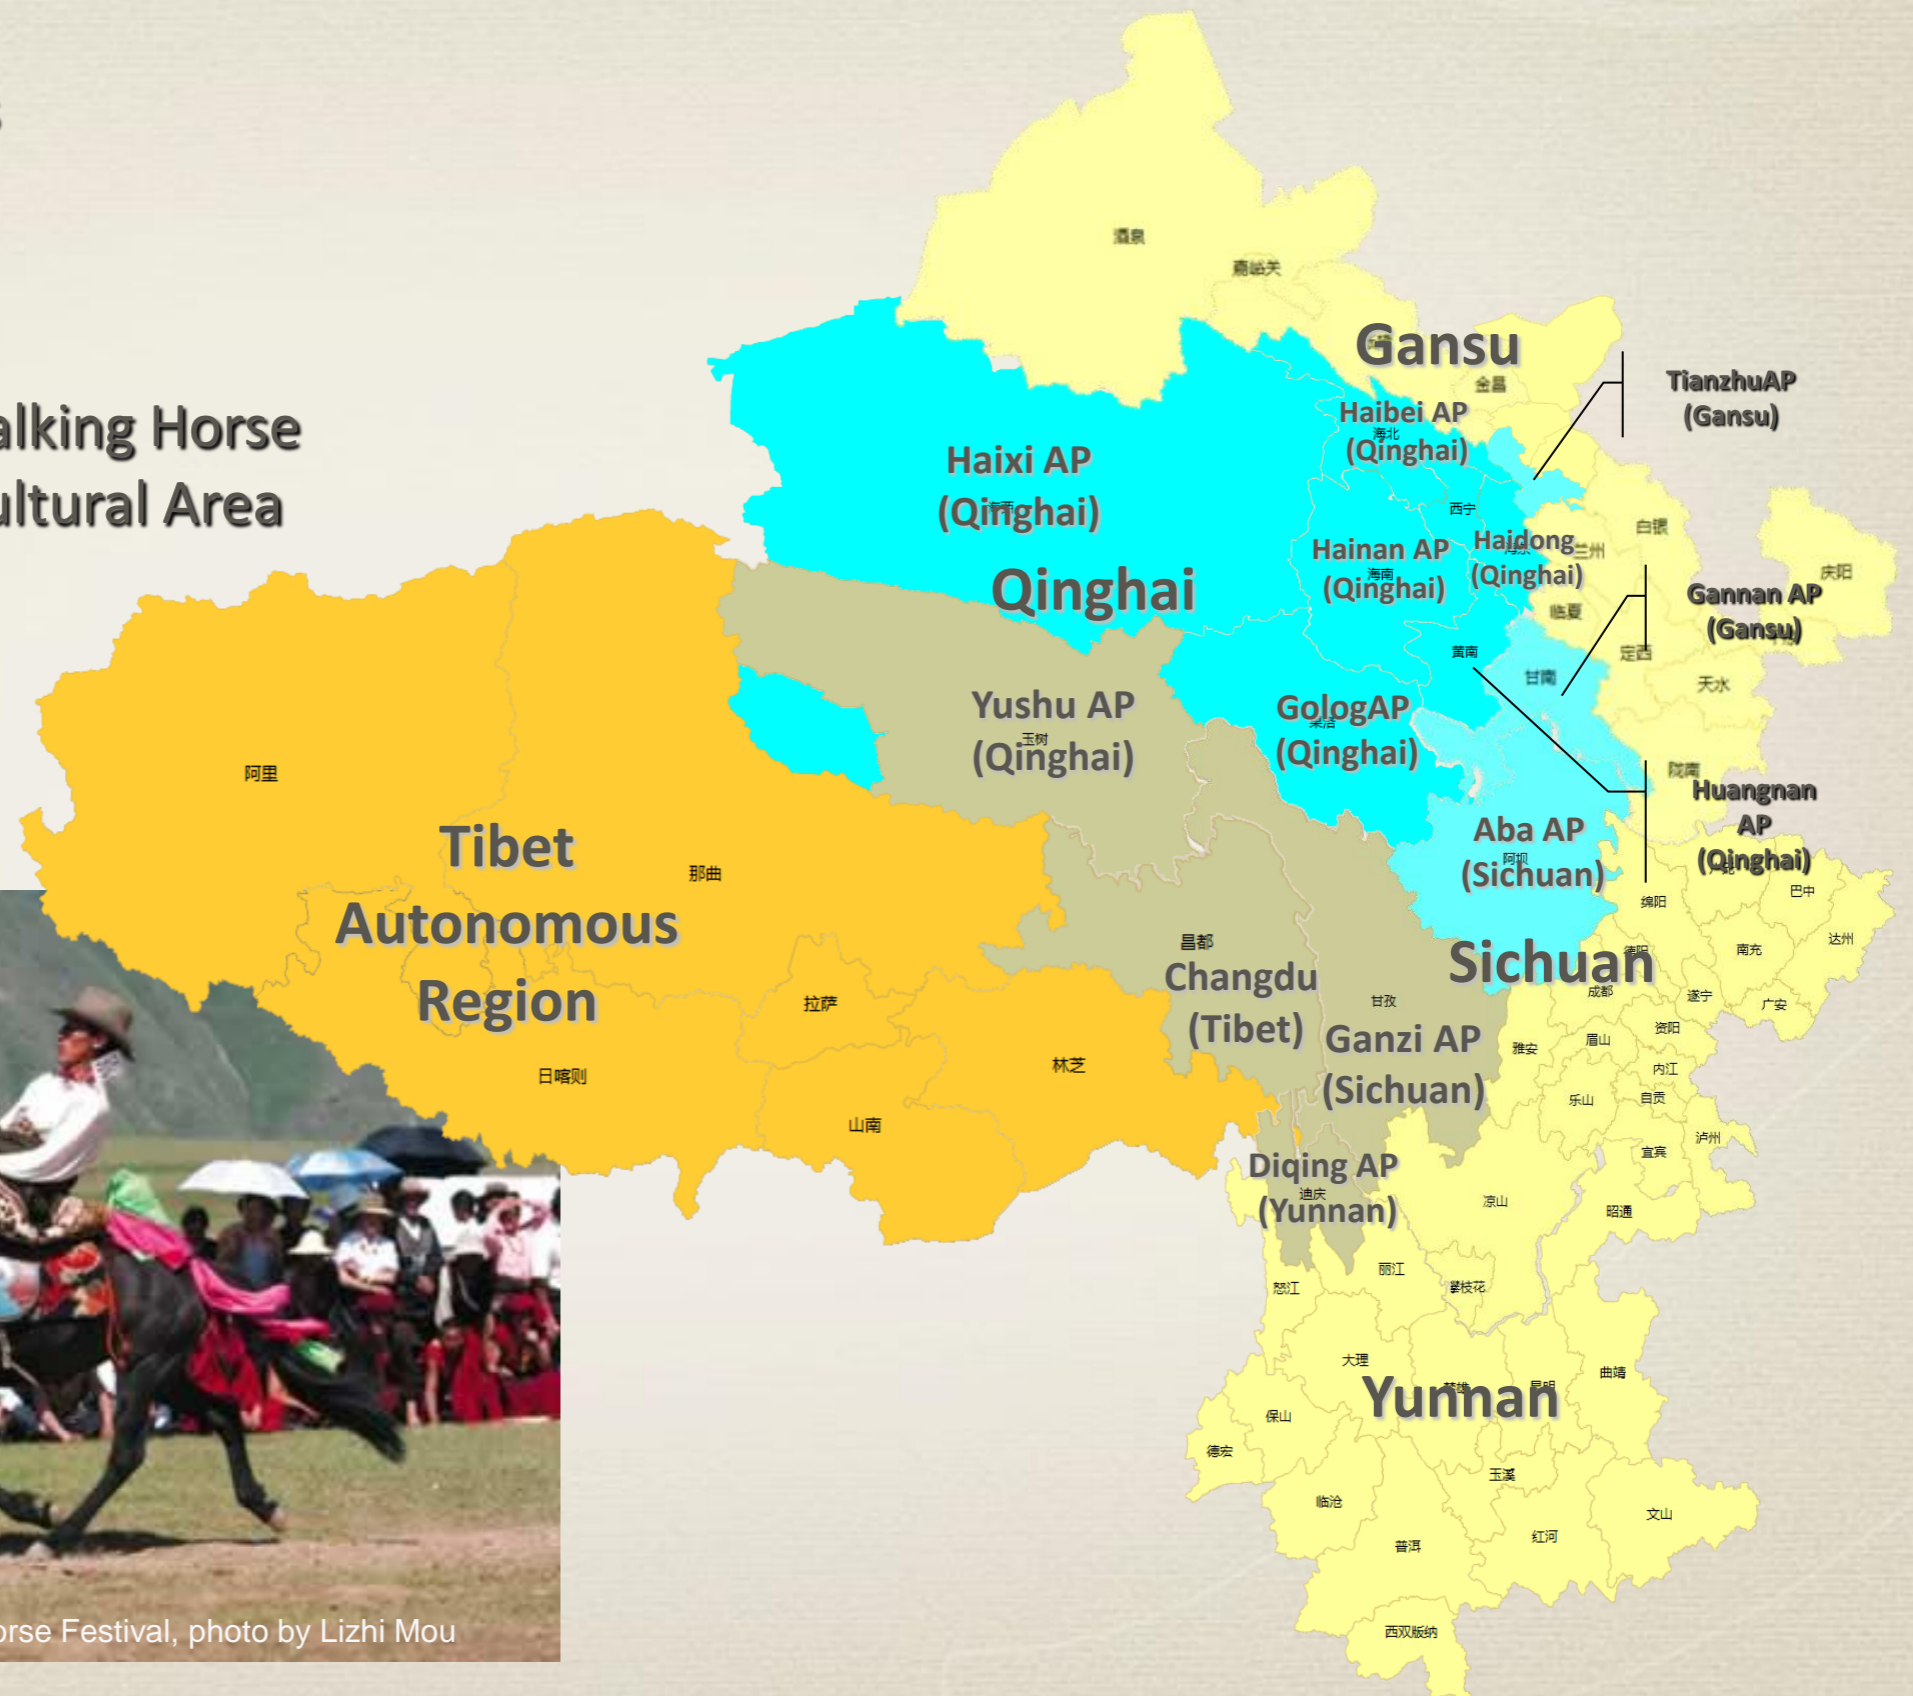 alking Horse
ultural Area
酒泉
嘉峪关
Gansu
金昌
TianzhuAP
(Gansu)
Haibei AP
海北
(Qinghai)
Haixi AP
(Qinghai)
西宁
白银
Hainan AP
海南
(Qinghai)
Haidong
(Qinghai)
兰州
庆阳
Qinghai
Gannan AP
(Gansu)
临夏
黄南
定西
甘南
天水
Yushu AP
玉树
(Qinghai)
GologAP
果洛
(Qinghai)
阿里
陇南
Huangnan
AP
(Qinghai)
Aba AP
阿坝
(Sichuan)
Tibet
Autonomous
Region
那曲
巴中
绵阳
达州
昌都
Changdu
(Tibet)
Sichuan
德阳
南充
甘孜
Ganzi AP
(Sichuan)
成都
遂宁
广安
拉萨
资阳
眉山
雅安
林芝
日喀则
内江
乐山
自贡
山南
泸州
宜宾
Diqing AP
迪庆
(Yunnan)
凉山
昭通
丽江
怒江
攀枝花
大理
曲靖
Yunnan
保山
德宏
玉溪
临沧
文山
红河
普洱
西双版纳
orse Festival, photo by Lizhi Mou